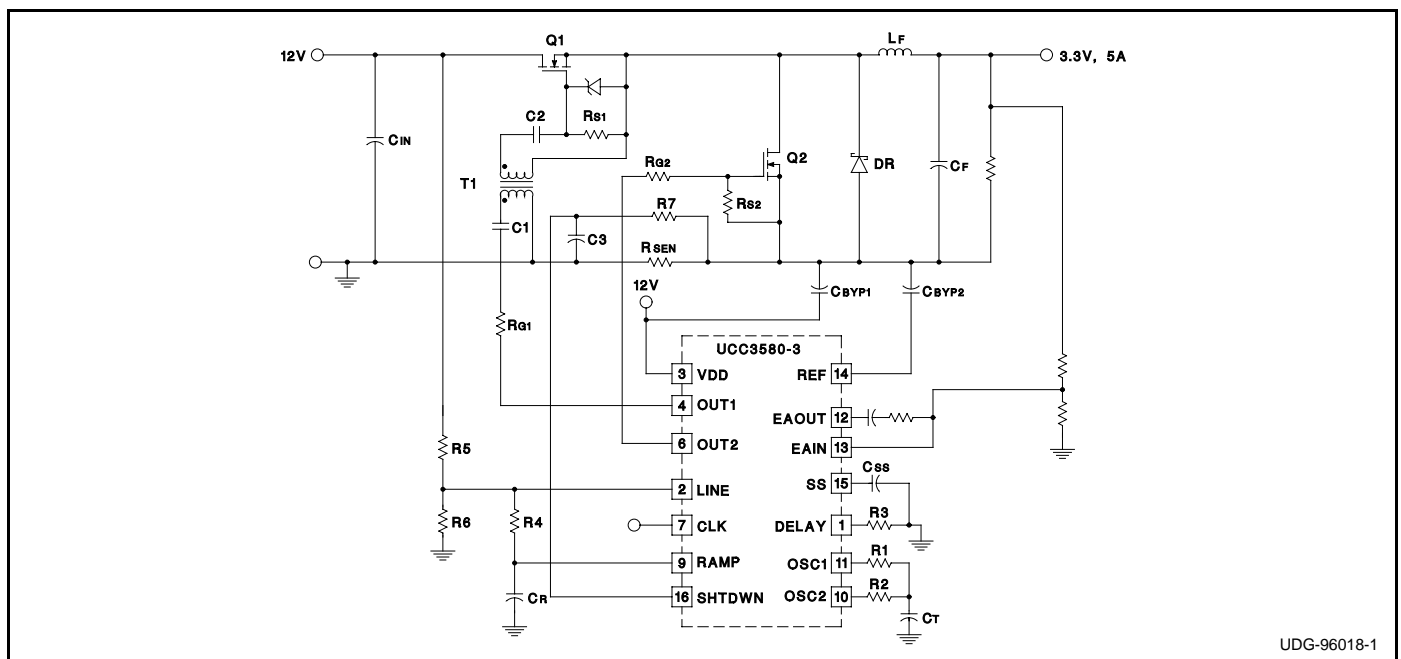 Q1
LF
12V
3.3V, 5A
C2
RS1
CIN
Q2
RG2
DR
CF
T1
RS2
R7
C1
C3
RSEN
12V
CBYP1
CBYP2
RG1
UCC3580-3
3 VDD
REF 14
4 OUT1
EAOUT 12
6 OUT2
EAIN 13
R5
CSS
2 LINE
SS 15
R6
R4
7 CLK
DELAY 1
R3
9 RAMP
OSC1 11
R1
CR
16 SHTDWN
OSC2 10
R2
CT
UDG-96018-1